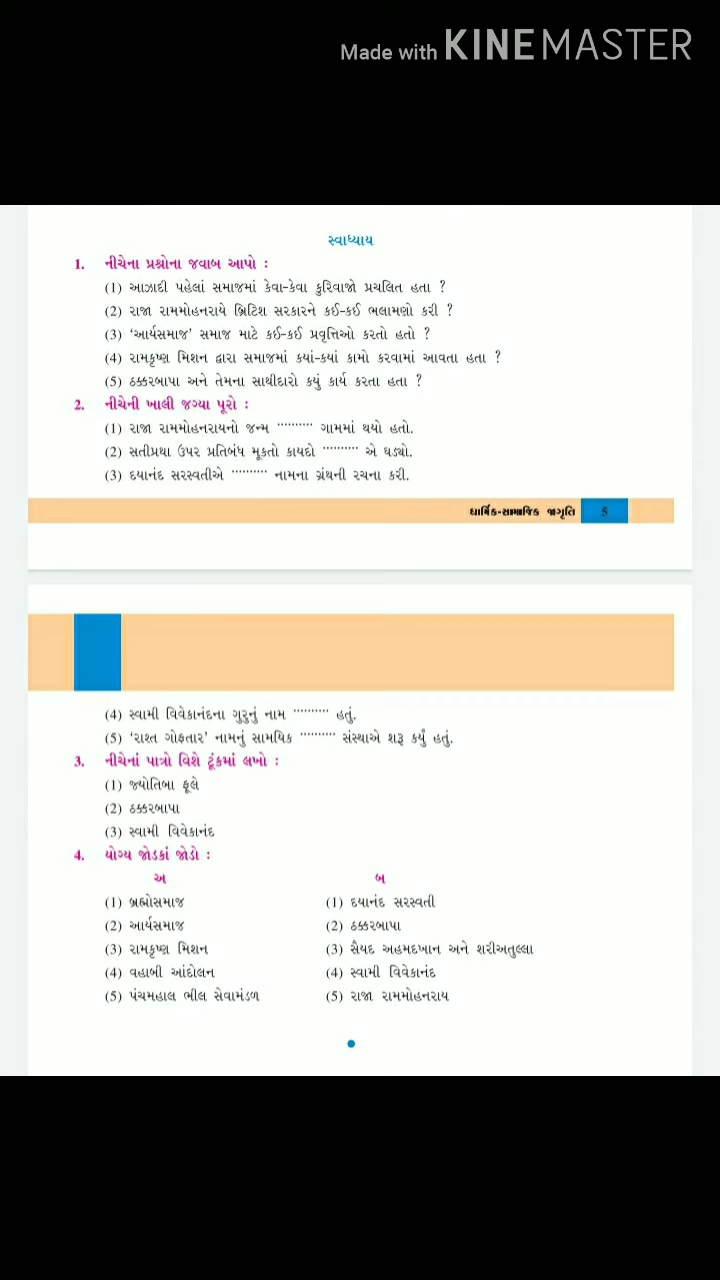 Made with KINEMASTER
સ્વાધ્યાય
1. નીચેના પ્રશ્નોના જવાબ આપો :
(1) આઝાદી પહેલાં સમાજમાં કેવા-કેવા કુરિવાજો પ્રચલિત હતા ?
(2) રાજા રામમોહનરાયે બ્રિટિશ સરકારને કઈ-કઈ ભલામણો કરી ?
(3) ‘આર્યસમાજ’ સમાજ માટે કઈ-કઈ પ્રવૃત્તિઓ કરતો હતો ?
(4) રામકૃષ્ણ મિશન દ્વારા સમાજમાં કયાં-કયાં કામો કરવામાં આવતા હતા ?
(5) ઠક્કરબાપા અને તેમના સાથીદારો કયું કાર્ય કરતા હતા ?
2. નીચેની ખાલી જગ્યા પૂરો :
(1) રાજા રામમોહનરાયનો જન્મ .......... ગામમાં થયો હતો.
(2) સતીપ્રથા ઉપર પ્રતિબંધ મૂકતો કાયદો .......... એ ઘડ્યો.
(3) દયાનંદ સરસ્વતીએ .......... નામના ગ્રંથની રચના કરી.
ધાર્મિક-સામાજિક જાગૃતિ 5
(4) સ્વામી વિવેકાનંદના ગુરુનું નામ .......... હતું.
(5) ‘રાશ્ત ગોફતાર’ નામનું સામયિક .......... સંસ્થાએ શરૂ કર્યું હતું.
3. નીચેનાં પાત્રો વિશે ટૂંકમાં લખો :
(1) જ્યોતિબા ફૂલે
(2) ઠક્કરબાપા
(3) સ્વામી વિવેકાનંદ
4. યોગ્ય જોડકાં જોડો :
અ બ
(1) બ્રહ્મોસમાજ (1) દયાનંદ સરસ્વતી
(2) આર્યસમાજ (2) ઠક્કરબાપા
(3) રામકૃષ્ણ મિશન (3) સૈયદ અહમદખાન અને શરીઅતુલ્લા
(4) વહાબી આંદોલન (4) સ્વામી વિવેકાનંદ
(5) પંચમહાલ ભીલ સેવામંડળ (5) રાજા રામમોહનરાય